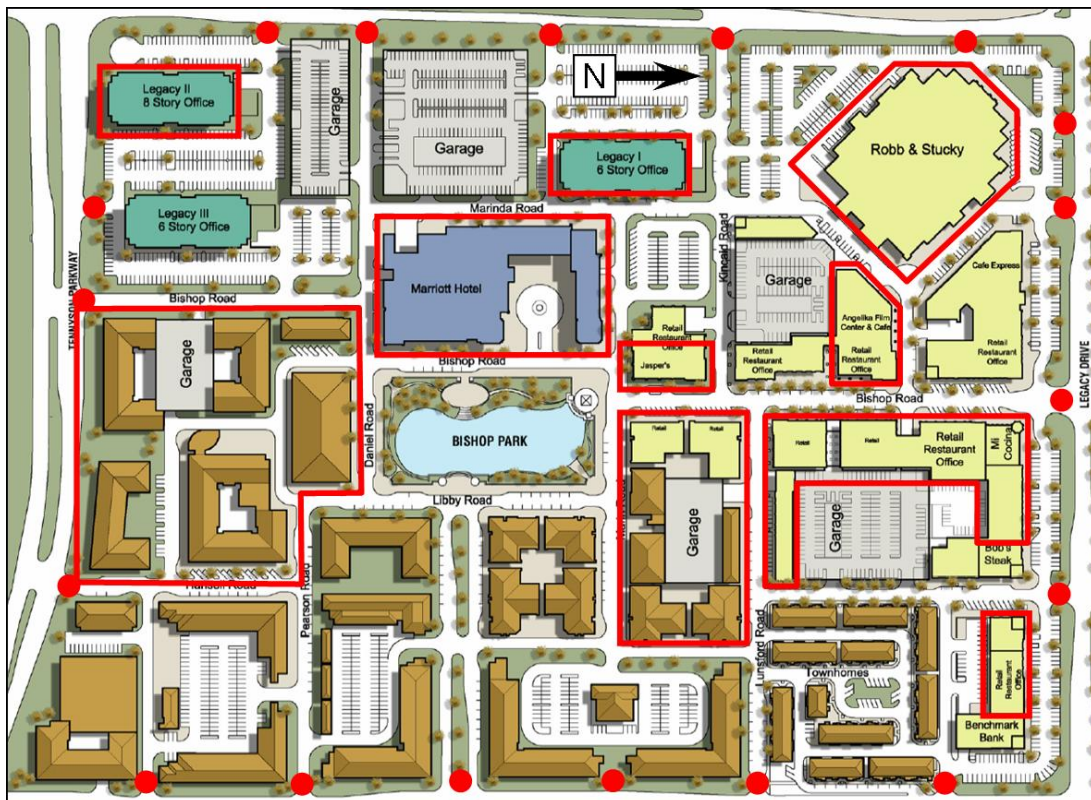 Legacy II
8 Story Office
Garage
N
Garage
Legacy I
6 Story Office
Robb & Stucky
Legacy III
6 Story Office
Marinda Road
Kincaid Road
Marriott Hotel
Garage
Cafe Express
TENNYSON PARKWAY
Bishop Road
Angelika Film
Center & Cafe
Retail
Restaurant
Office
Jasper's
Retail
Restaurant
Office
Retail
Restaurant
Office
Retail
Restaurant
Office
Garage
Bishop Road
Bishop Road
LEGACY DRIVE
Daniel Road
BISHOP PARK
Retail
Retail
Retail
Retail
Retail
Restaurant
Office
Mi
Cocina
Libby Road
Garage
Garage
Bob's
Steak
Road
Pearson Road
Lunsford Road
Townhomes
Retail
Restaurant
Office
Benchmark
Bank